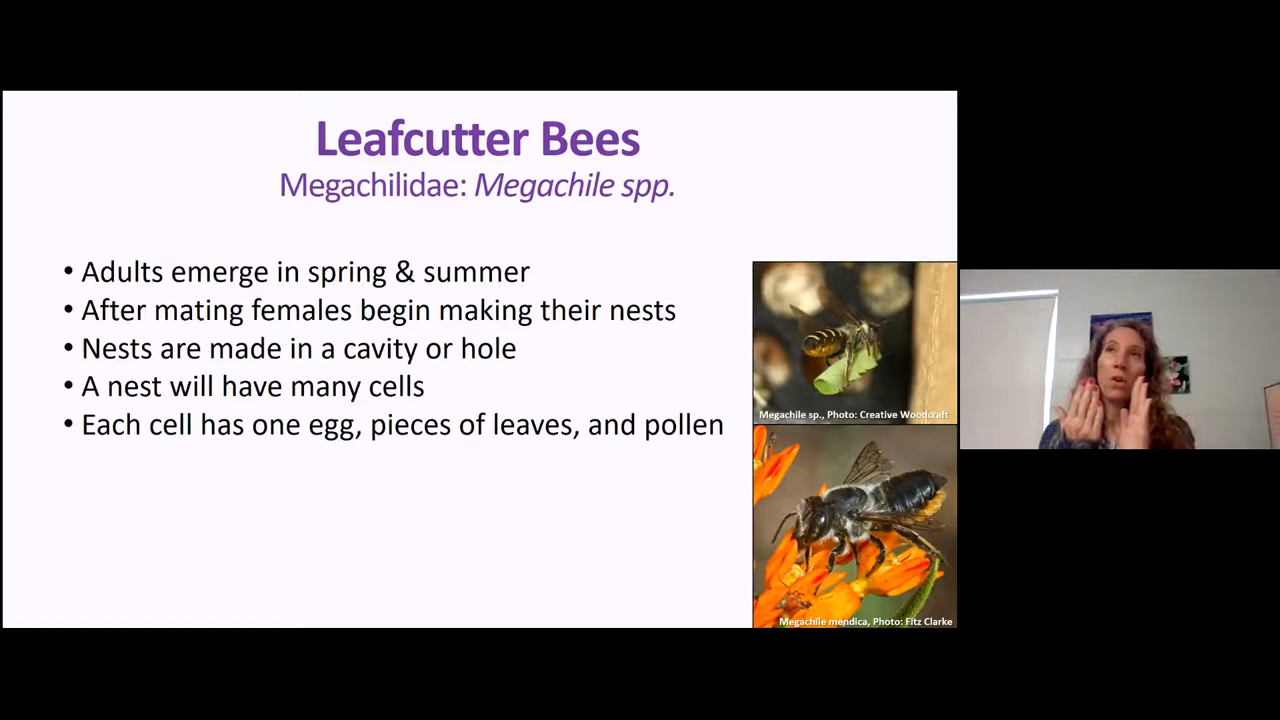 Leafcutter Bees
Megachilidae: Megachile spp.
• Adults emerge in spring & summer
• After mating females begin making their nests
• Nests are made in a cavity or hole
• A nest will have many cells
• Each cell has one egg, pieces of leaves, and pollen
Megachile sp., Photo: Creative Woodcraft
Megachile mendica, Photo: Fitz Clarke